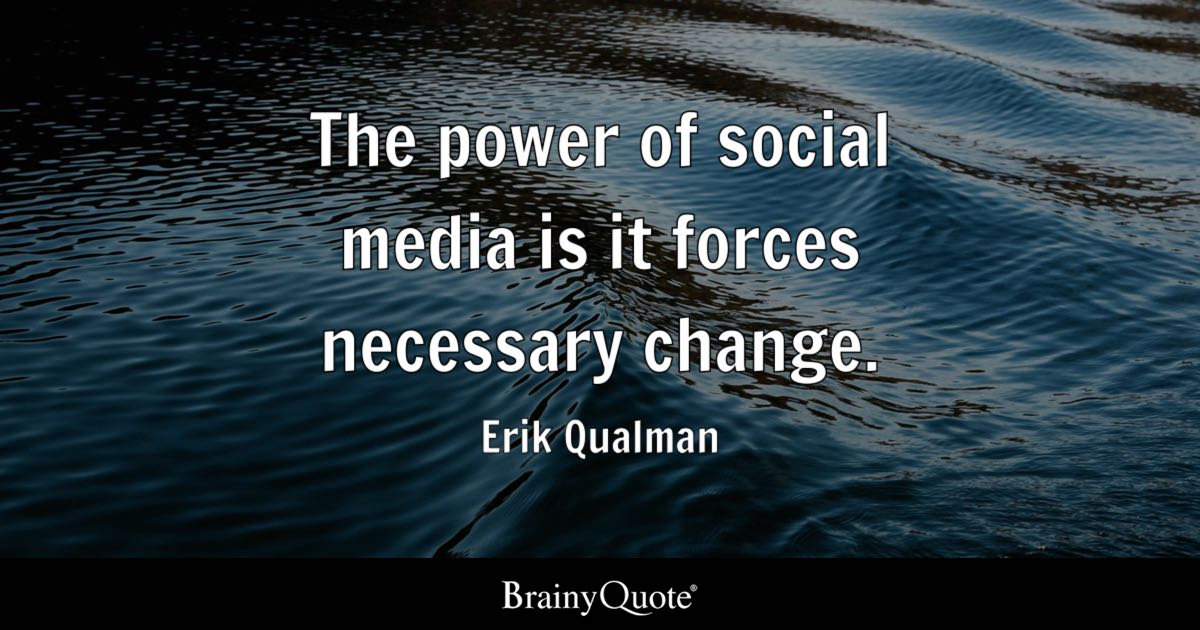 The power of social
media is it forces
necessary change.
Erik Qualman
BrainyQuote®